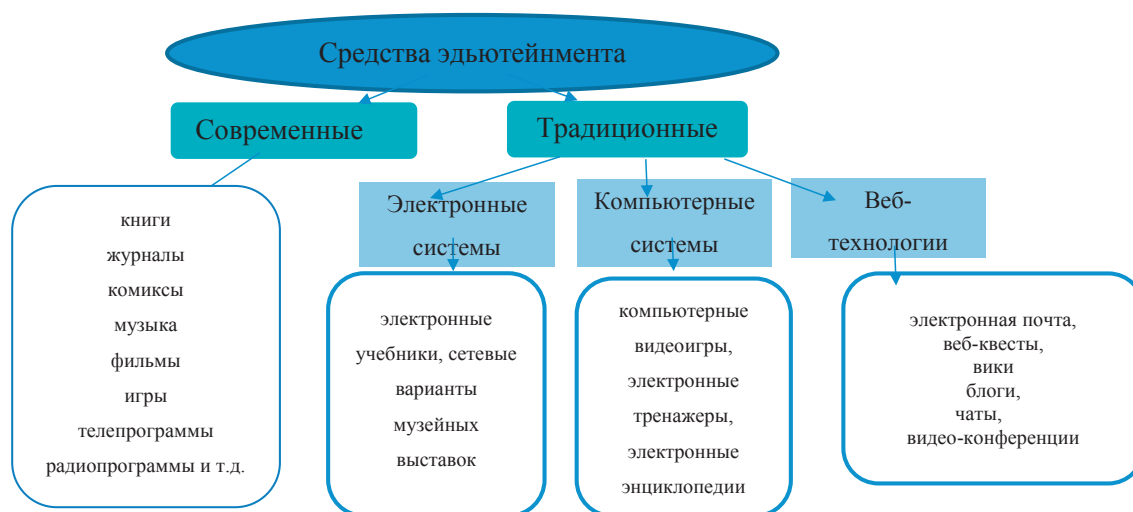 Средства эдьютейнмента
Современные
Традиционные
книги
журналы
комиксы
музыка
фильмы
игры
телепрограммы
радиопрограммы и т.д.
Электронные
системы
Компьютерные
системы
Веб-
технологии
электронные
учебники, сетевые
варианты
музейных
выставок
компьютерные
видеоигры,
электронные
тренажеры,
электронные
энциклопедии
электронная почта,
веб-квесты,
вики
блоги,
чаты,
видео-конференции